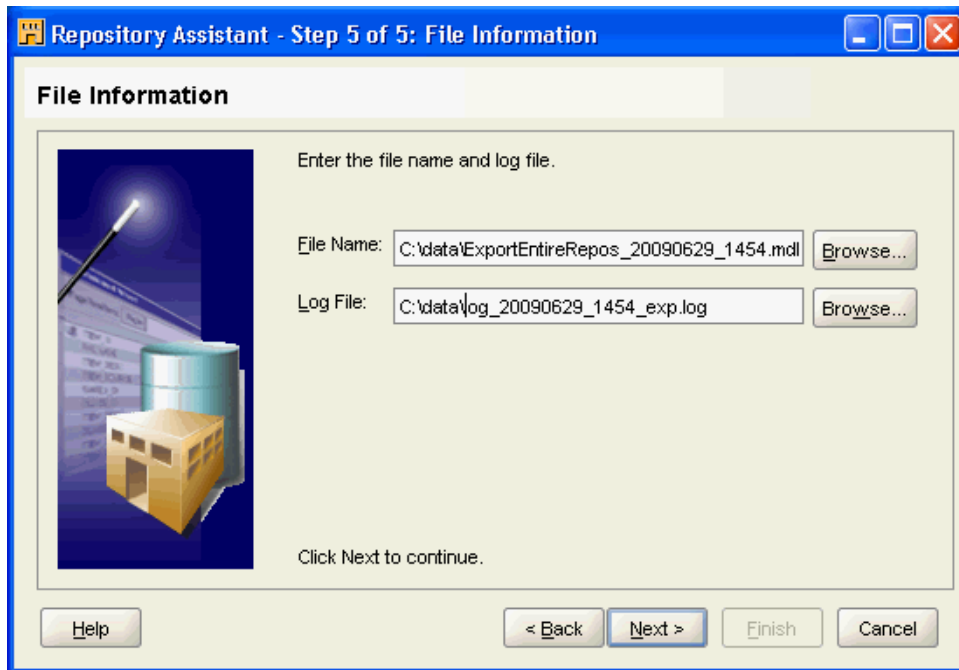 Repository Assistant - Step 5 of 5: File Information
File Information
Enter the file name and log file.
File Name: C:\data\ExportEntireRepos_20090629_1454.mdl Browse...
Log File: C:\data\log_20090629_1454_exp.log Browse...
Click Next to continue.
Help < Back Next > Finish Cancel